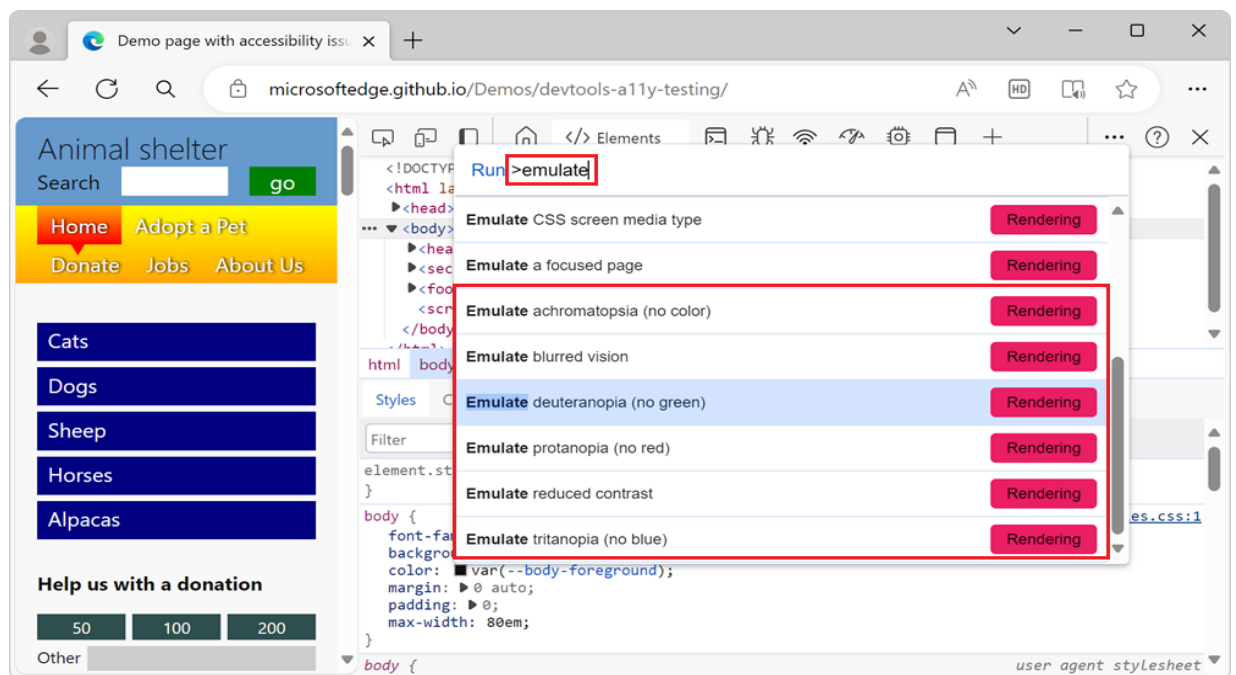 Demo page with accessibility issu
microsoftedge.github.io/Demos/devtools-a11y-testing/
HD
Animal shelter
Search
go
Home Adopt a Pet
Donate Jobs About Us
Cats
Dogs
Sheep
Horses
Alpacas
Help us with a donation
50 100 200
Other
</> Elements
Run >emulate
Emulate CSS screen media type Rendering
Emulate a focused page Rendering
Emulate achromatopsia (no color) Rendering
Emulate blurred vision Rendering
Emulate deuteranopia (no green) Rendering
Emulate protanopia (no red) Rendering
Emulate reduced contrast Rendering
Emulate tritanopia (no blue) Rendering
<!DOCTYP
<html la
<head>
<body>
<hea
<sec
<foo
<scr
</body
html body
Styles C
Filter
element.st
}
body { es.css:1
font-fa
backgrou
color: var(--body-foreground);
margin: 0 auto;
padding: 0;
max-width: 80em;
}
body { user agent stylesheet